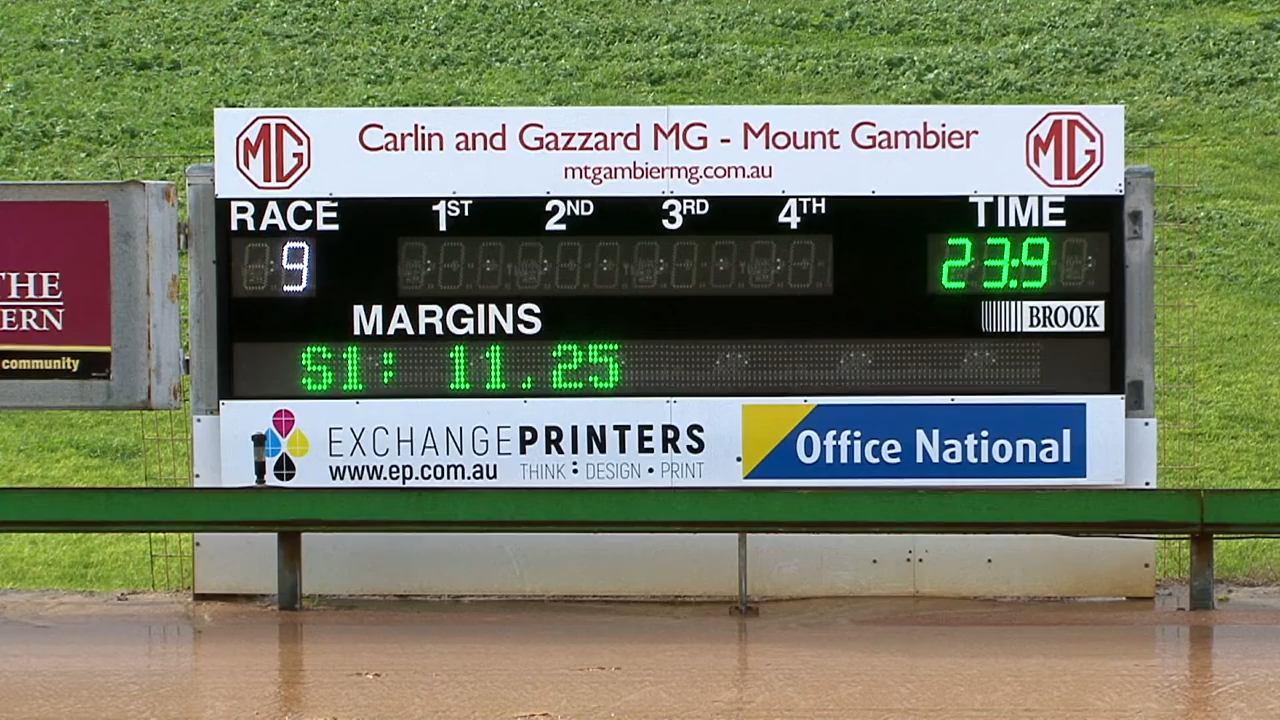 MG Carlin and Gazzard MG - Mount Gambier MG
mtgambiermg.com.au
RACE 1ST 2ND 3RD 4TH TIME
9 23:9
THE
ERN
community
MARGINS BROOK
S1: 11.25
EXCHANGEPRINTERS
www.ep.com.au THINK : DESIGN • PRINT
Office National